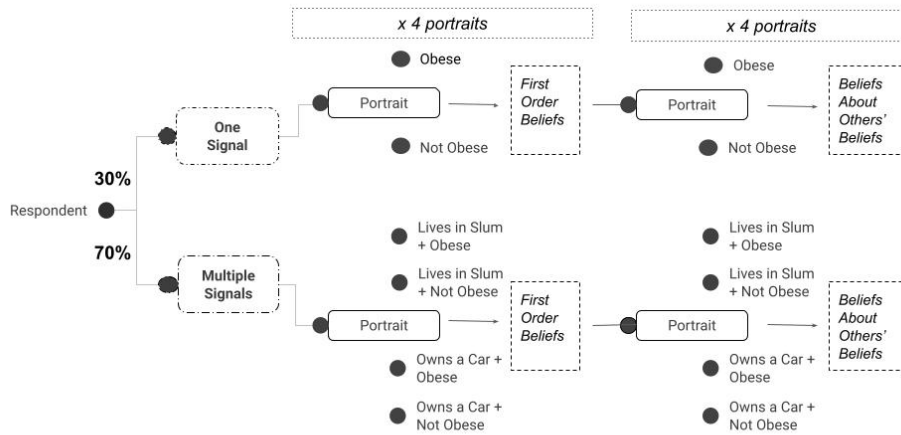 x 4 portraits
x 4 portraits
Obese
Obese
One
Signal
Portrait
First
Order
Beliefs
Portrait
Beliefs
About
Others'
Beliefs
Not Obese
Not Obese
30%
Respondent
70%
Lives in Slum
+ Obese
Lives in Slum
+ Obese
Lives in Slum
+ Not Obese
Lives in Slum
+ Not Obese
Multiple
Signals
Portrait
First
Order
Beliefs
Portrait
Beliefs
About
Others'
Beliefs
Owns a Car +
Obese
Owns a Car +
Obese
Owns a Car +
Not Obese
Owns a Car +
Not Obese